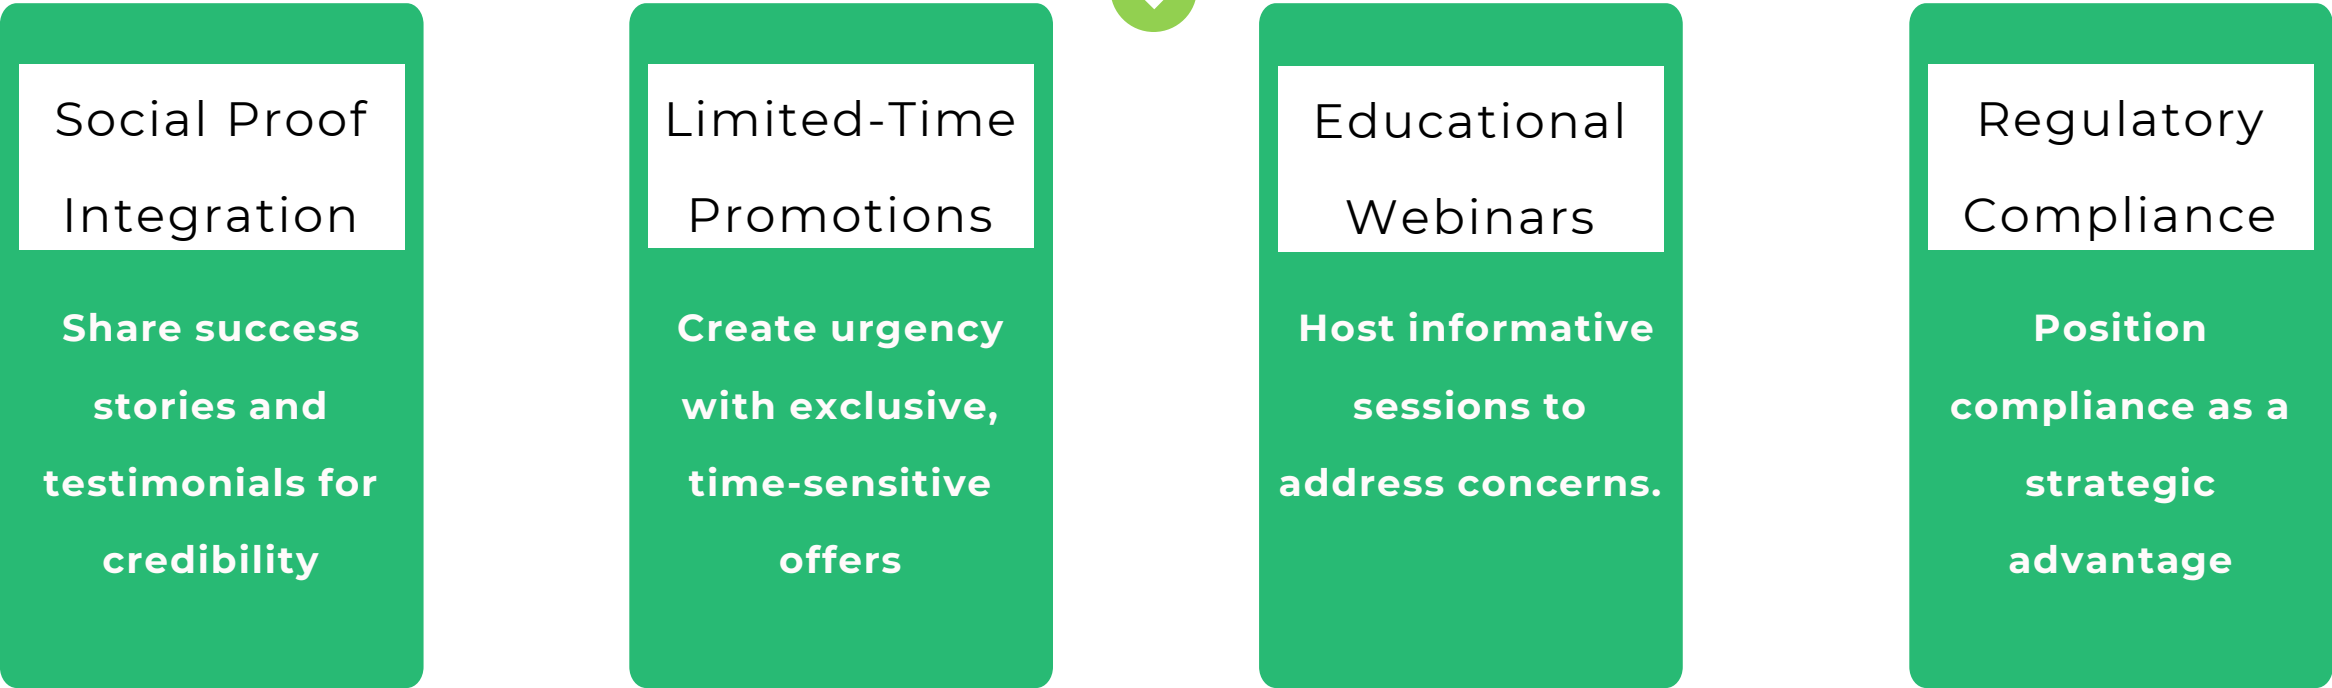 Social Proof
Integration
Share success
stories and
testimonials for
credibility
Limited-Time
Promotions
Create urgency
with exclusive,
time-sensitive
offers
Educational
Webinars
Host informative
sessions to
address concerns.
Regulatory
Compliance
Position
compliance as a
strategic
advantage